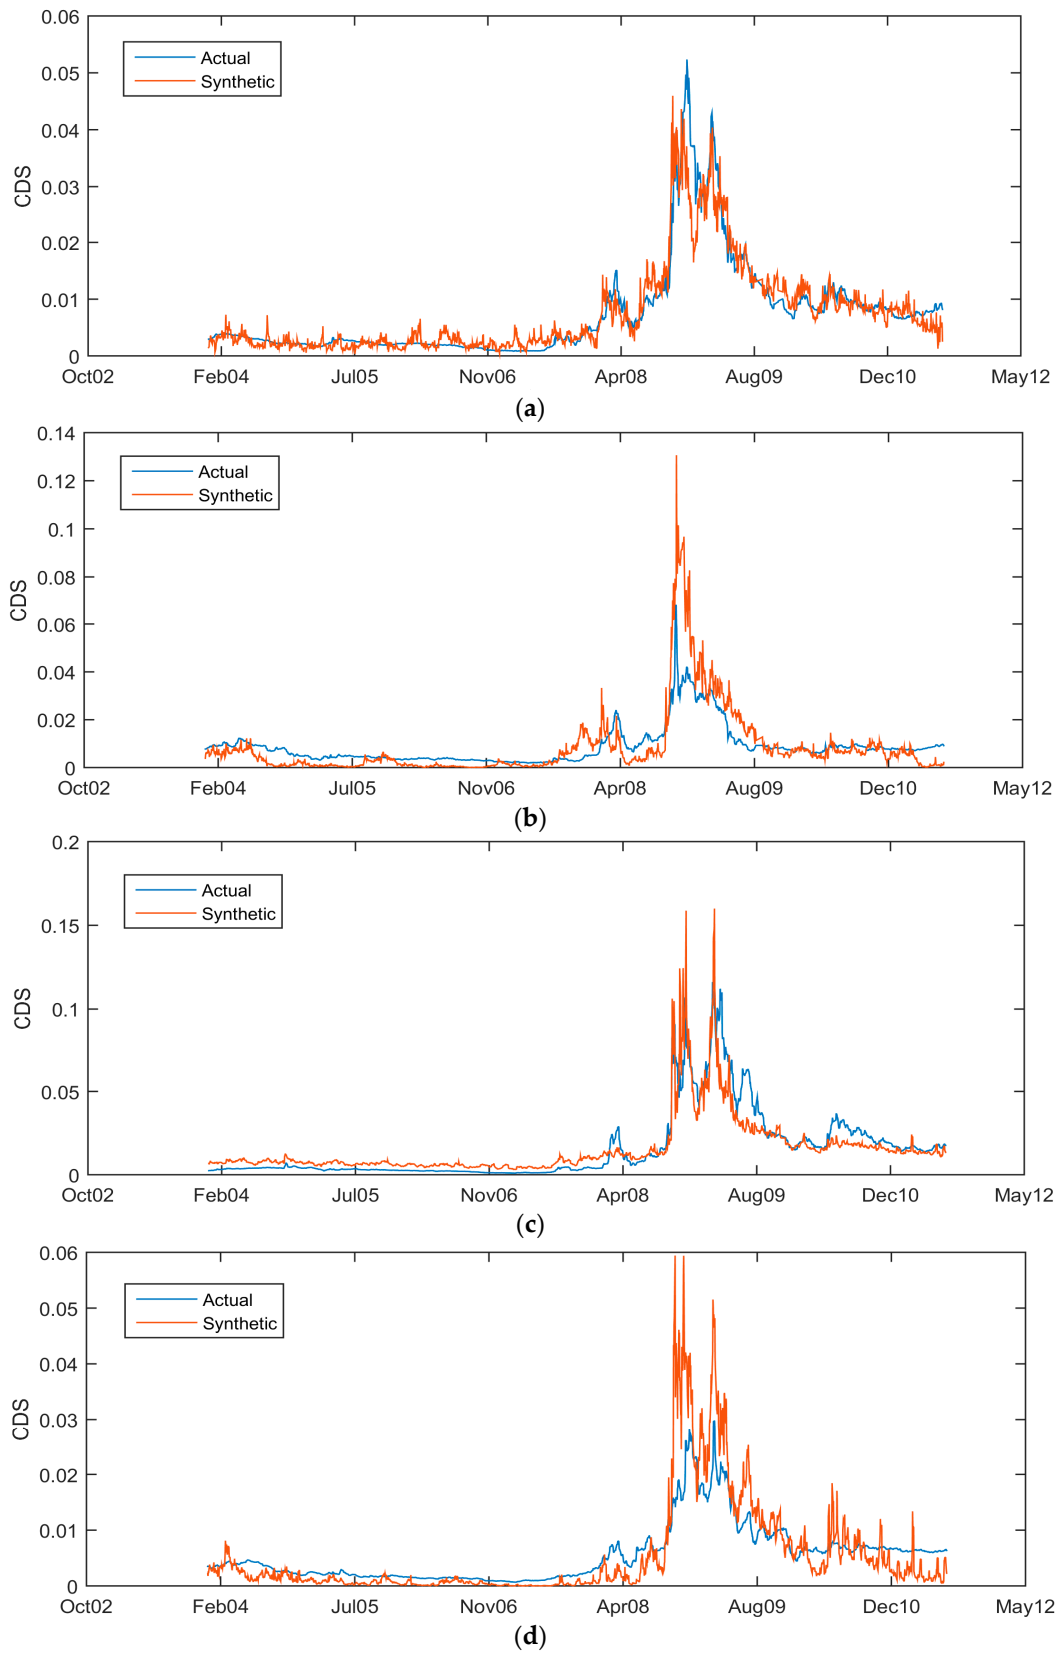 0.06
Actual
Synthetic
0.05
0.04
CDS
0.03
0.02
0.01
0
Oct02 Feb04 Jul05 Nov06 Apr08 Aug09 Dec10 May12
(a)
0.14
Actual
Synthetic
0.12
0.1
0.08
CDS
0.06
0.04
0.02
0
Oct02 Feb04 Jul05 Nov06 Apr08 Aug09 Dec10 May12
(b)
0.2
Actual
Synthetic
0.15
CDS
0.1
0.05
0
Oct02 Feb04 Jul05 Nov06 Apr08 Aug09 Dec10 May12
(c)
0.06
Actual
Synthetic
0.05
0.04
CDS
0.03
0.02
0.01
0
Oct02 Feb04 Jul05 Nov06 Apr08 Aug09 Dec10 May12
(d)